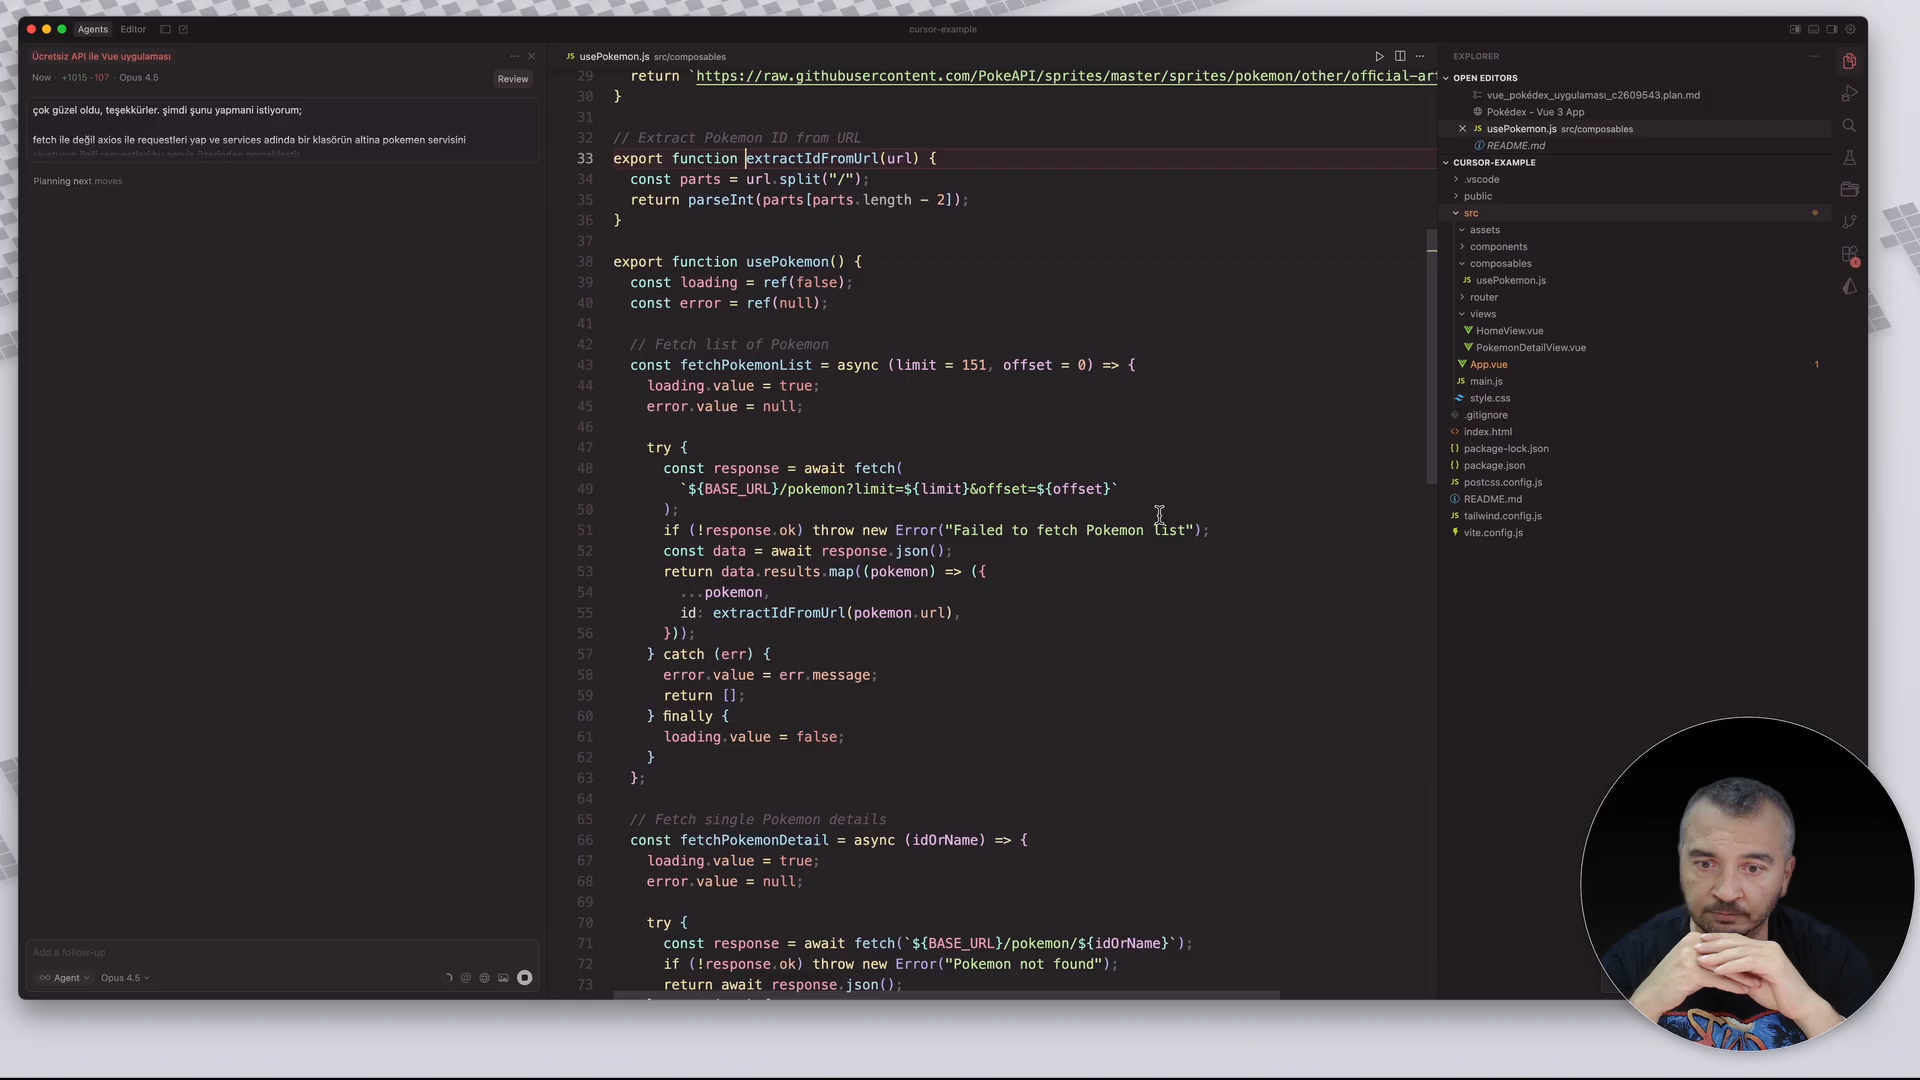 Agents
Editor
cursor-example
Ücretsiz API ile Vue uygulaması
Now · +1015 -107 · Opus 4.5
Review
çok güzel oldu, teşekkürler. şimdi şunu yapmani istiyorum;
fetch ile değil axios ile requestleri yap ve services adinda bir klasörün altina pokemen servisini
Planning next moves
Add a follow-up
Agent
Opus 4.5
JS usePokemon.js src/composables
29 return `https://raw.githubusercontent.com/PokeAPI/sprites/master/sprites/pokemon/other/official-art
30 }
31
32 // Extract Pokemon ID from URL
33 export function extractIdFromUrl(url) {
34 const parts = url.split("/");
35 return parseInt(parts[parts.length - 2]);
36 }
37
38 export function usePokemon() {
39 const loading = ref(false);
40 const error = ref(null);
41
42 // Fetch list of Pokemon
43 const fetchPokemonList = async (limit = 151, offset = 0) => {
44 loading.value = true;
45 error.value = null;
46
47 try {
48 const response = await fetch(
49 `${BASE_URL}/pokemon?limit=${limit}&offset=${offset}`
50 );
51 if (!response.ok) throw new Error("Failed to fetch Pokemon list");
52 const data = await response.json();
53 return data.results.map((pokemon) => ({
54 ...pokemon,
55 id: extractIdFromUrl(pokemon.url),
56 }));
57 } catch (err) {
58 error.value = err.message;
59 return [];
60 } finally {
61 loading.value = false;
62 }
63 };
64
65 // Fetch single Pokemon details
66 const fetchPokemonDetail = async (idOrName) => {
67 loading.value = true;
68 error.value = null;
69
70 try {
71 const response = await fetch(`${BASE_URL}/pokemon/${idOrName}`);
72 if (!response.ok) throw new Error("Pokemon not found");
73 return await response.json();
EXPLORER
OPEN EDITORS
vue_pokédex_uygulaması_c2609543.plan.md
Pokédex - Vue 3 App
JS usePokemon.js src/composables
README.md
CURSOR-EXAMPLE
.vscode
public
src
assets
components
composables
JS usePokemon.js
router
views
HomeView.vue
PokemonDetailView.vue
App.vue 1
JS main.js
style.css
.gitignore
index.html
package-lock.json
package.json
JS postcss.config.js
README.md
JS tailwind.config.js
vite.config.js